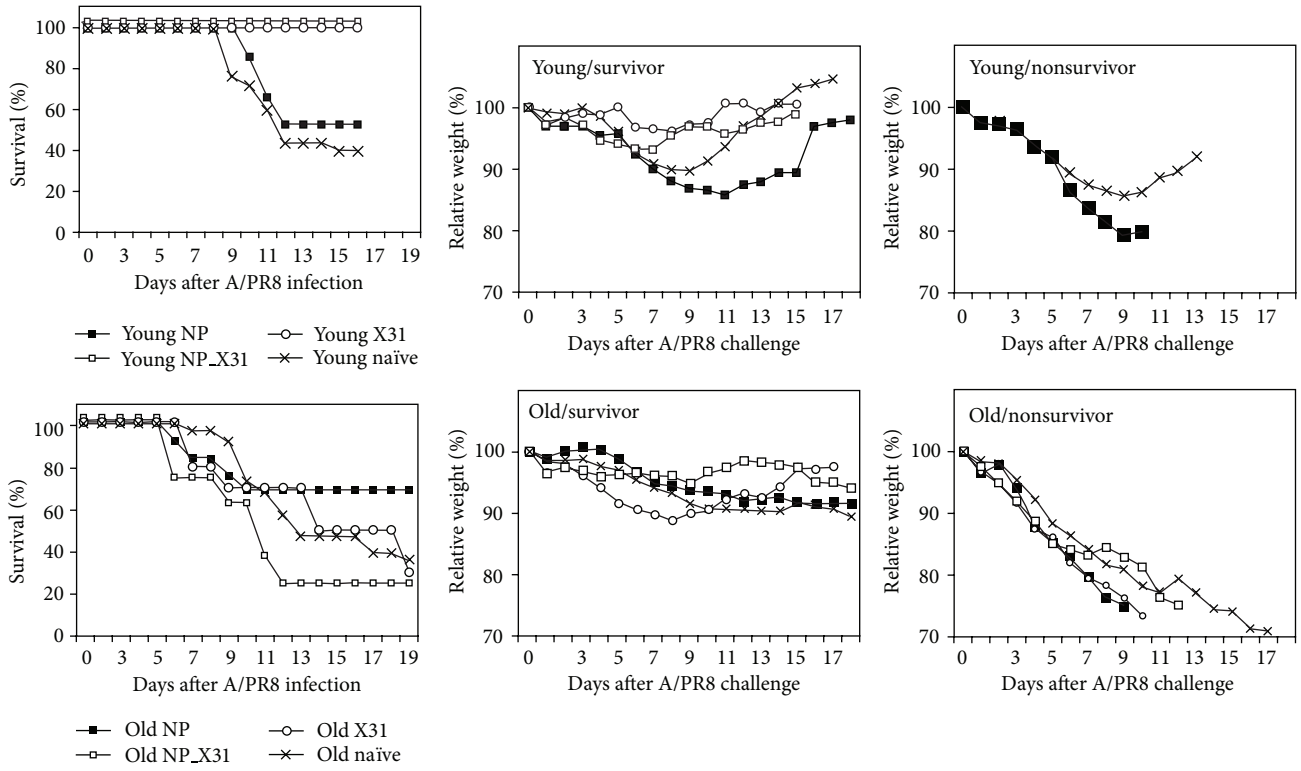 100
80
60
40
20
0
Survival (%)
0 3 5 7 9 11 13 15 17 19
Days after A/PR8 infection
Young NP
Young X31
Young NP_X31
Young naïve
Young/survivor
100
90
80
70
Relative weight (%)
0 1 3 5 7 9 11 13 15 17
Days after A/PR8 challenge
Young/nonsurvivor
100
90
80
70
Relative weight (%)
0 1 3 5 7 9 11 13 15 17
Days after A/PR8 challenge
100
80
60
40
20
0
Survival (%)
0 3 5 7 9 11 13 15 17 19
Days after A/PR8 infection
Old NP
Old X31
Old NP_X31
Old naïve
Old/survivor
100
90
80
70
Relative weight (%)
0 1 3 5 7 9 11 13 15 17
Days after A/PR8 challenge
Old/nonsurvivor
100
90
80
70
Relative weight (%)
0 3 5 7 9 11 13 15 17
Days after A/PR8 challenge